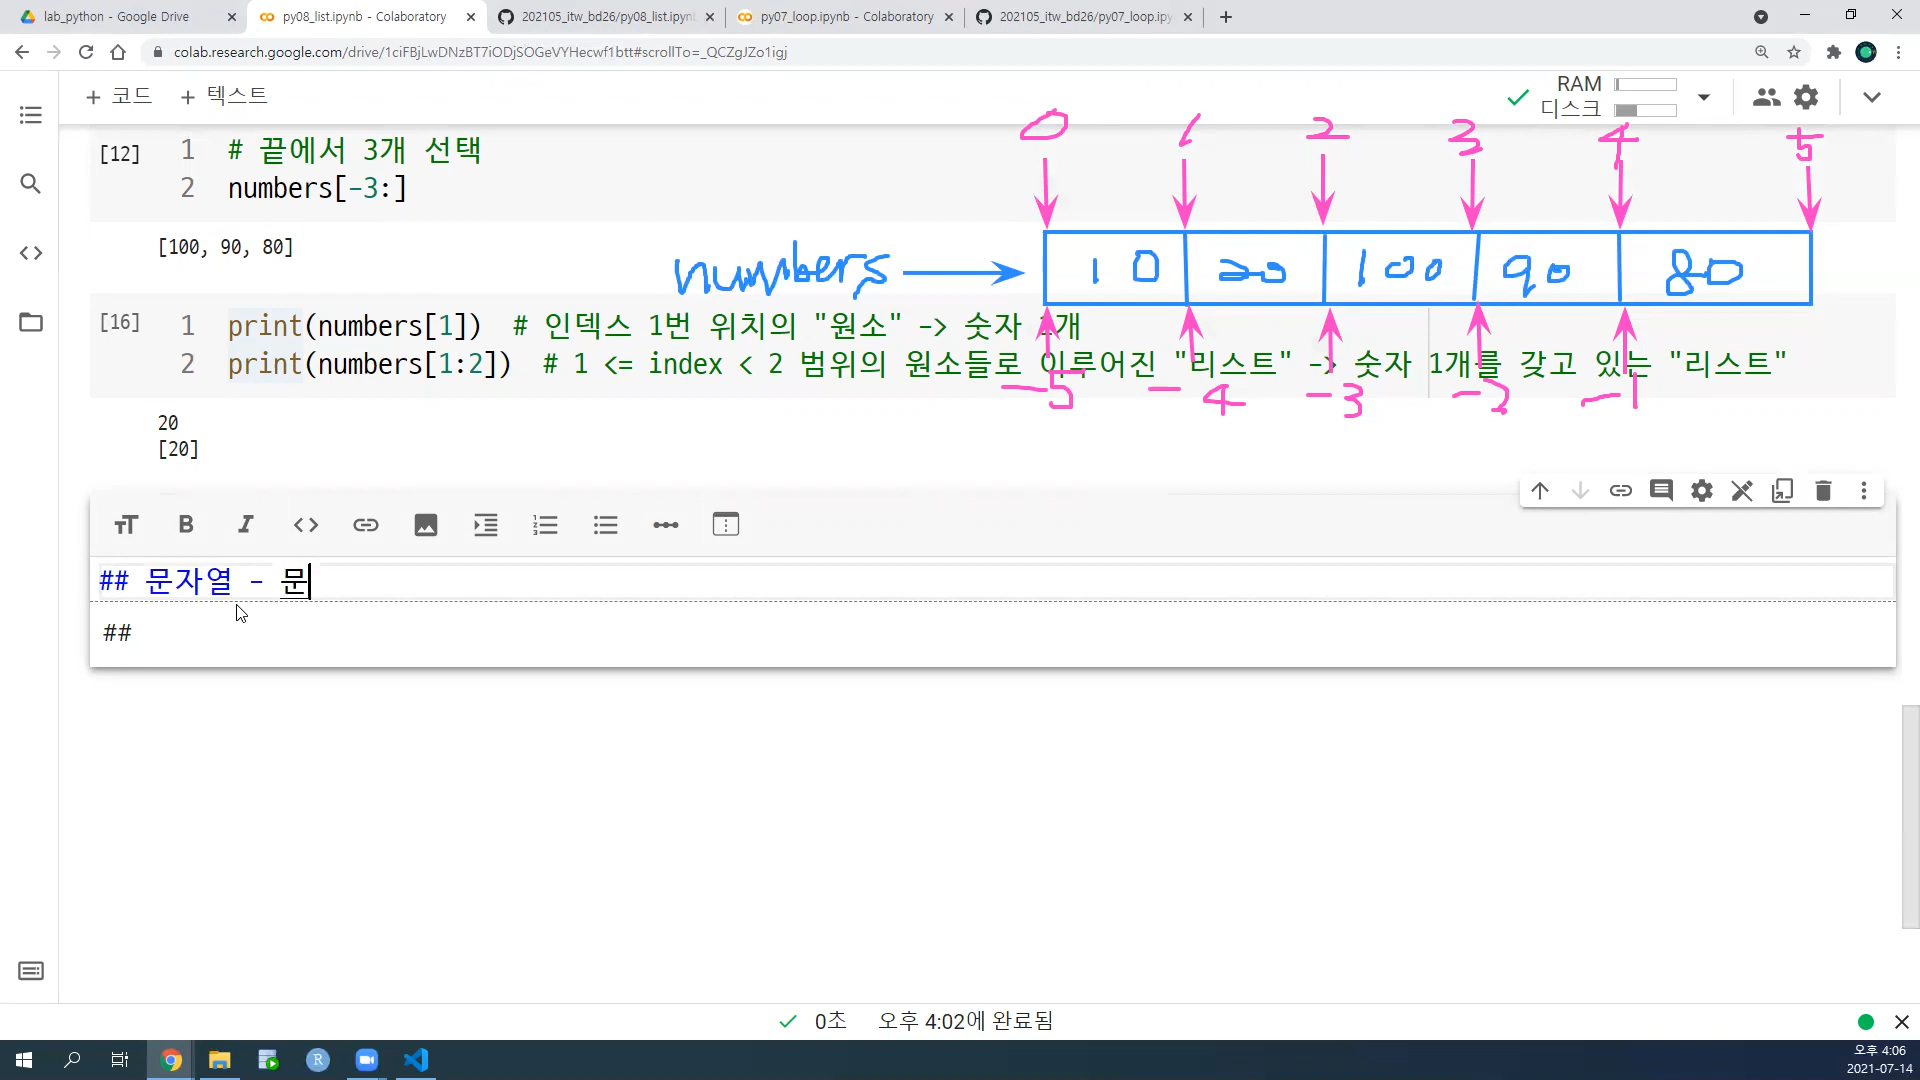 lab_python - Google Drive
py08_list.ipynb - Colaboratory
202105_itw_bd26/py08_list.ipynb
py07_loop.ipynb - Colaboratory
202105_itw_bd26/py07_loop.ipy
colab.research.google.com/drive/1ciFBjLwDNzBT7iODjSOGeVYHecwf1btt#scrollTo=_QCZgJZo1igj
+ 코드 + 텍스트
RAM
디스크
0 1 2 3 4 5
[12] 1 # 끝에서 3개 선택
2 numbers[-3:]
[100, 90, 80]
numbers 10 20 100 90 80
[16] 1 print(numbers[1]) # 인덱스 1번 위치의 "원소" -> 숫자 1개
2 print(numbers[1:2]) # 1 <= index < 2 범위의 원소들로 이루어진 "리스트" -> 숫자 1개를 갖고 있는 "리스트"
-5 -4 -3 -2 -1
20
[20]
## 문자열 - 문
##
0초 오후 4:02에 완료됨
오후 4:06
2021-07-14